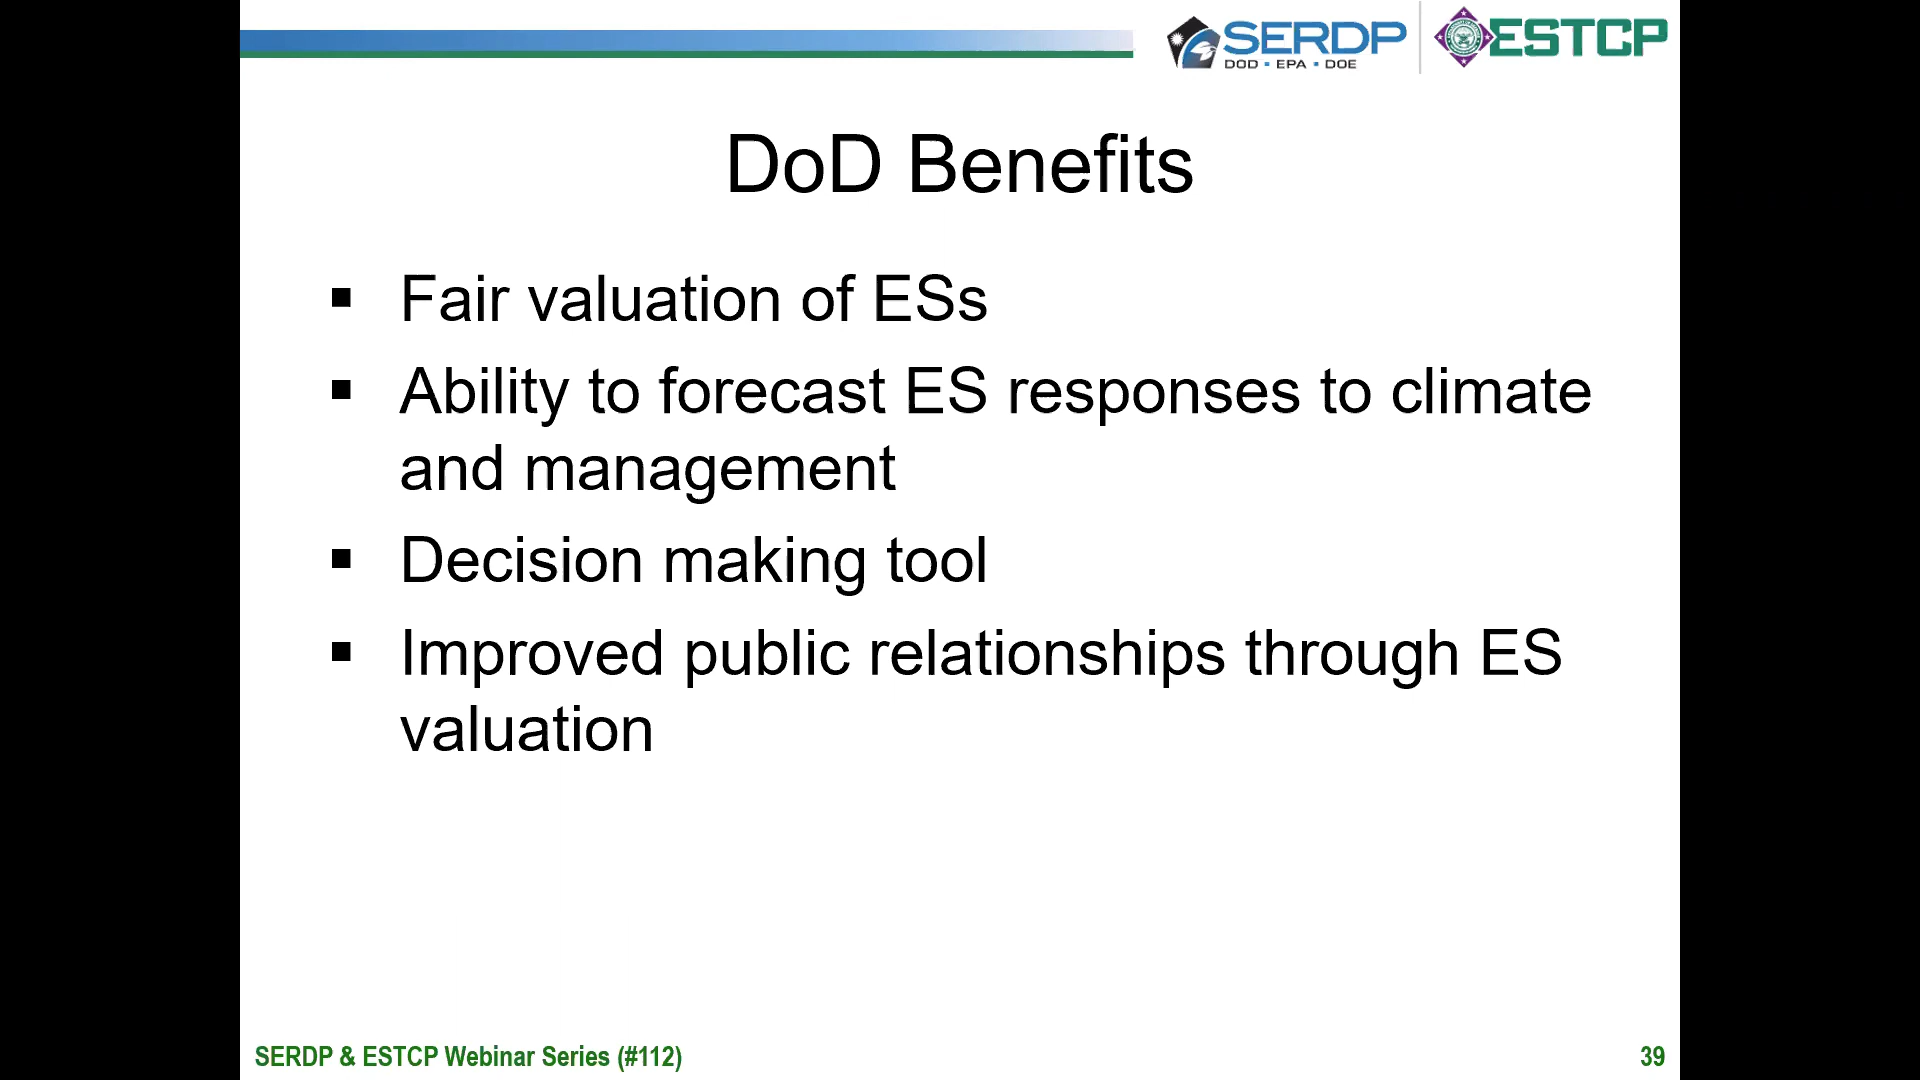 SERDP
DOD ▪ EPA ▪ DOE
ESTCP
DoD Benefits
▪ Fair valuation of ESs
▪ Ability to forecast ES responses to climate
and management
▪ Decision making tool
▪ Improved public relationships through ES
valuation
SERDP & ESTCP Webinar Series (#112)
39